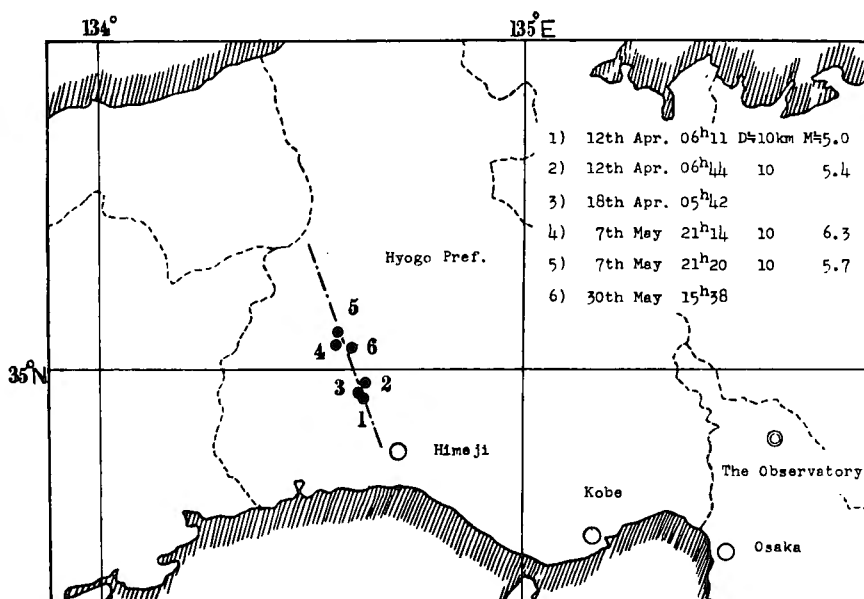 134°
135°E
1) 12th Apr. 06ʰ11 D≒10km M≒5.0
2) 12th Apr. 06ʰ44 10 5.4
3) 18th Apr. 05ʰ42
4) 7th May 21ʰ14 10 6.3
5) 7th May 21ʰ20 10 5.7
6) 30th May 15ʰ38
Hyogo Pref.
5
4 6
35°N
3 2
1
Himeji
The Observatory
Kobe
Osaka